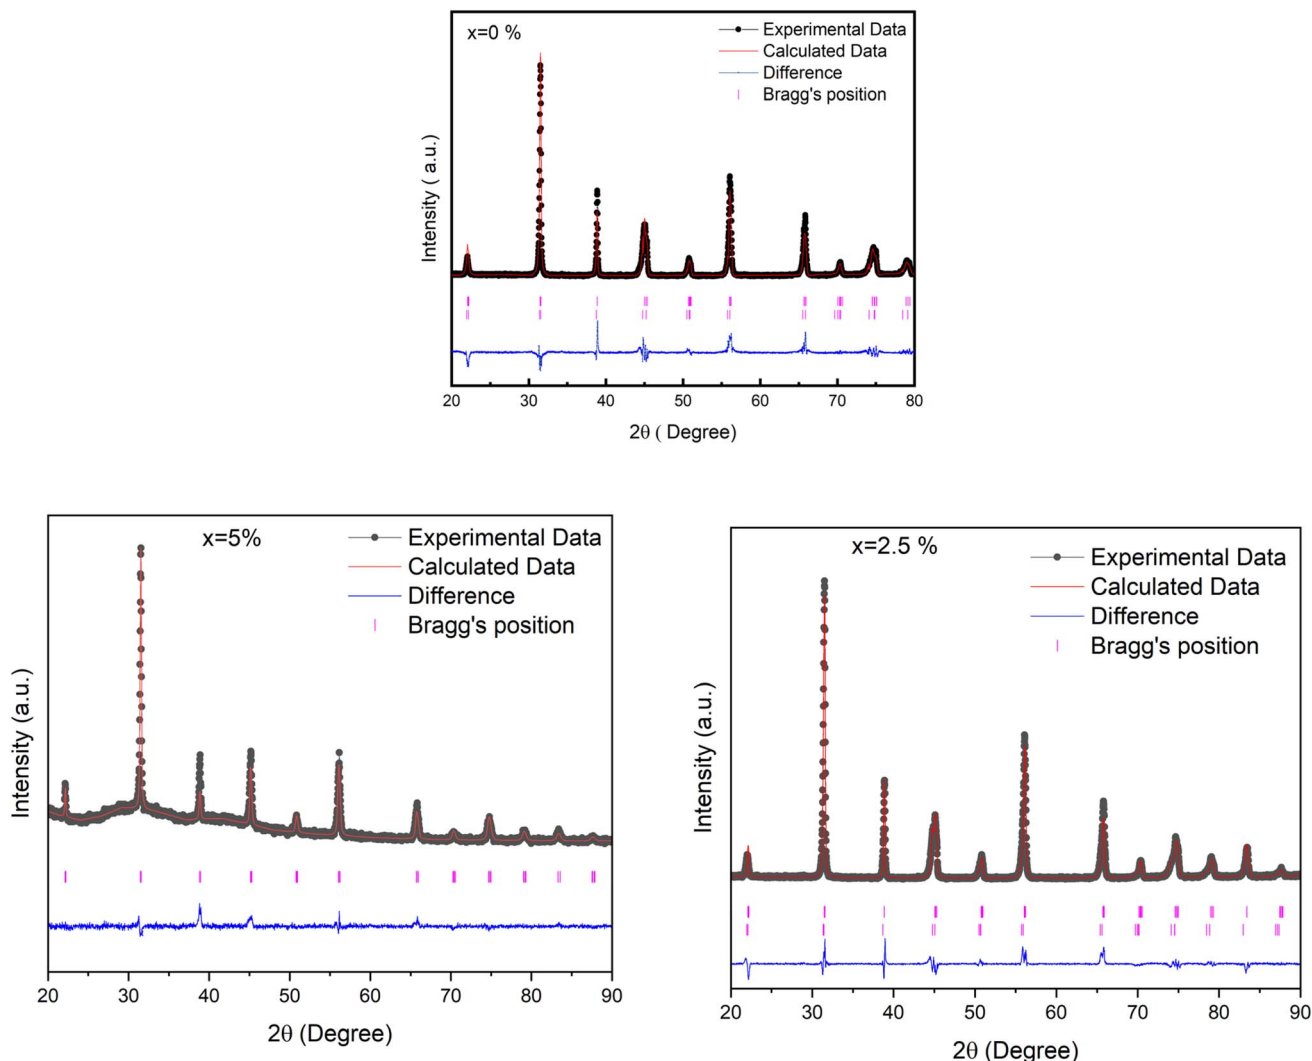 x=0 %
Experimental Data
Calculated Data
Difference
Bragg's position
Intensity ( a.u.)
20 30 40 50 60 70 80
2θ ( Degree)
x=5%
Experimental Data
Calculated Data
Difference
Bragg's position
Intensity (a.u.)
20 30 40 50 60 70 80 90
2θ (Degree)
x=2.5 %
Experimental Data
Calculated Data
Difference
Bragg's position
Intensity (a.u.)
20 30 40 50 60 70 80 90
2θ (Degree)